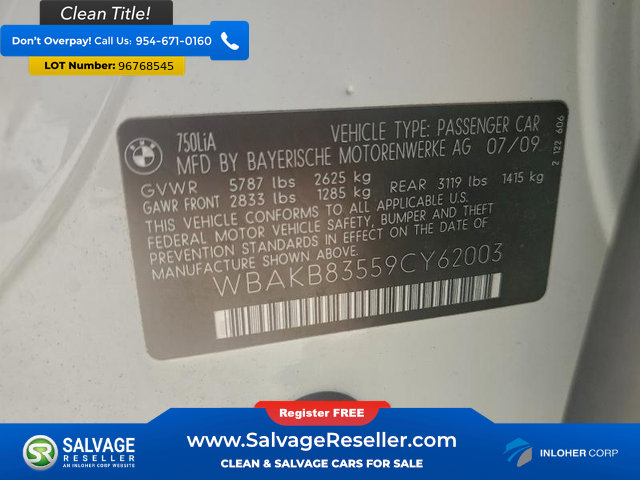 Clean Title!
Don't Overpay! Call Us: 954-671-0160
LOT Number: 96768545
750LiA
VEHICLE TYPE: PASSENGER CAR
MFD BY BAYERISCHE MOTORENWERKE AG 07/09
GVWR 5787 lbs 2625 kg
GAWR FRONT 2833 lbs 1285 kg REAR 3119 lbs 1415 kg
THIS VEHICLE CONFORMS TO ALL APPLICABLE U.S.
FEDERAL MOTOR VEHICLE SAFETY, BUMPER AND THEFT
PREVENTION STANDARDS IN EFFECT ON THE DATE OF
MANUFACTURE SHOWN ABOVE.
WBAKB83559CY62003
2 122 606
Register FREE
SALVAGE
RESELLER
AN INLOHER CORP WEBSITE
www.SalvageReseller.com
CLEAN & SALVAGE CARS FOR SALE
INLOHER CORP